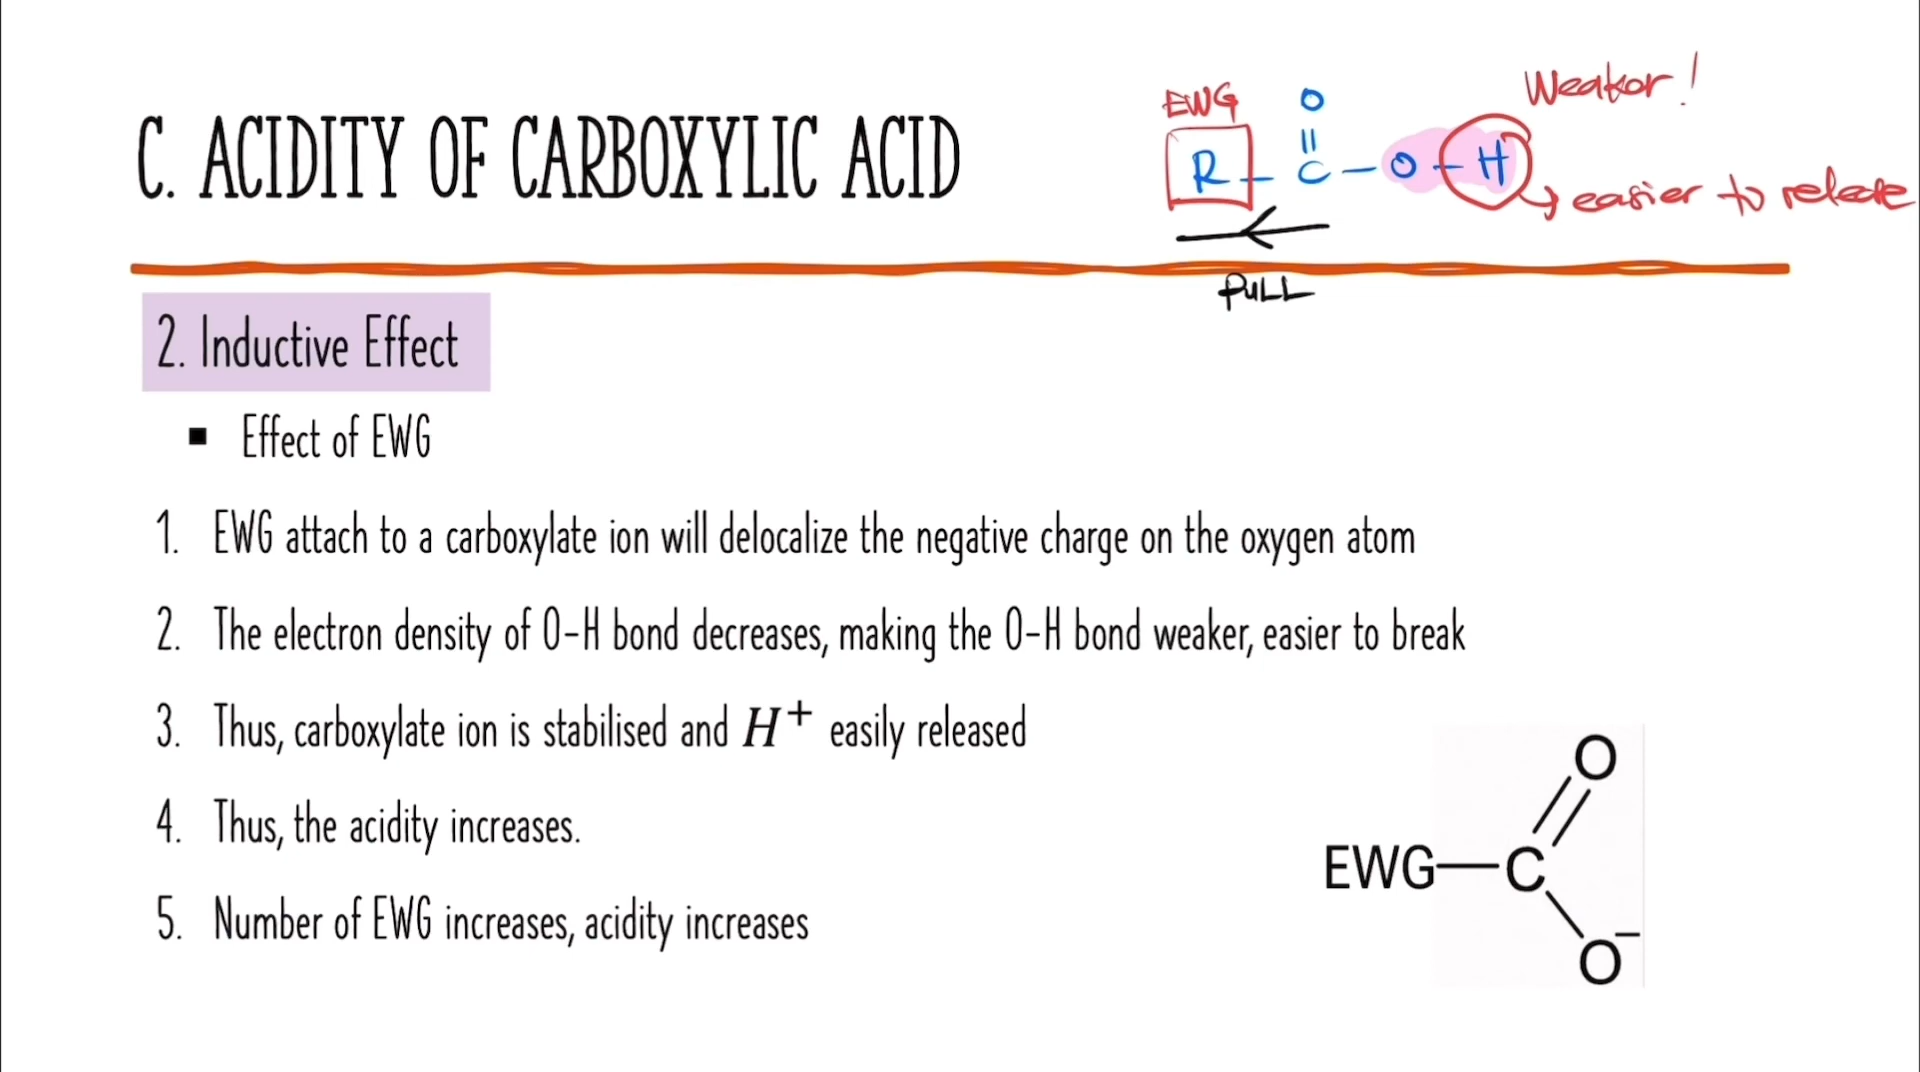 C. ACIDITY OF CARBOXYLIC ACID
EWG
O
Weaker!
R – C – O – H
easier to release
PULL
2. Inductive Effect
▪ Effect of EWG
1. EWG attach to a carboxylate ion will delocalize the negative charge on the oxygen atom
2. The electron density of O-H bond decreases, making the O-H bond weaker, easier to break
3. Thus, carboxylate ion is stabilised and H⁺ easily released
4. Thus, the acidity increases.
5. Number of EWG increases, acidity increases
O
EWG—C
O⁻